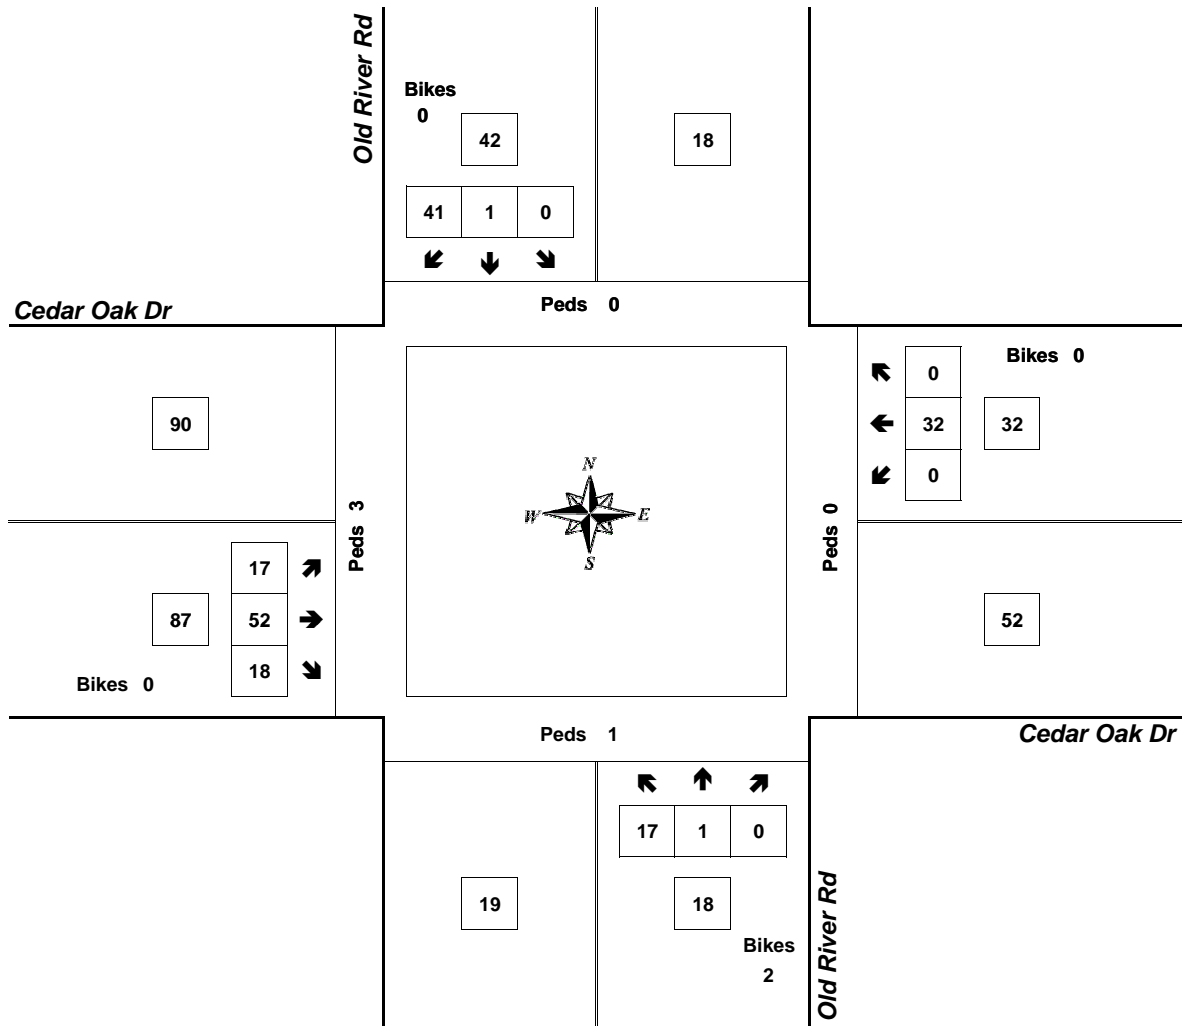 Old River Rd
Bikes
0
42
18
41 1 0
Peds 0
Cedar Oak Dr
Bikes 0
0
90
32 32
0
N
W E
S
Peds 3
Peds 0
17
87 52
52
18
Bikes 0
Peds 1
Cedar Oak Dr
17 1 0
19
18
Bikes
2
Old River Rd